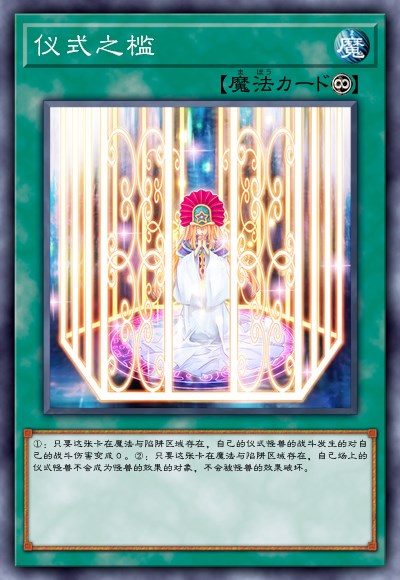 仪式之槛
魔
【魔法カード】
ま ほう
①：只要这张卡在魔法与陷阱区域存在，自己的仪式怪兽的战斗发生的对自
己的战斗伤害变成０。②：只要这张卡在魔法与陷阱区域存在，自己场上的
仪式怪兽不会成为怪兽的效果的对象，不会被怪兽的效果破坏。